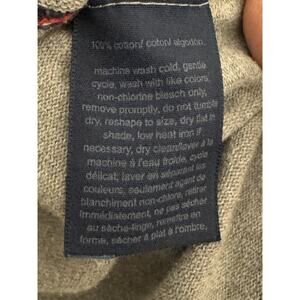 100% cotton/ coton/ algodon
machine wash cold, gentle
cycle, wash with like colors,
non-chlorine bleach only,
remove promptly, do not tumble
dry, reshape to size, dry flat in
shade, low heat iron if
necessary, dry clean/laver à la
machine à l'eau froide, cycle
délicat, laver en séparant les
couleurs, seulement agent de
blanchiment non-chlore, retirer
immédiatement, ne pas sécher
au sèche-linge, remettre en
forme, sécher à plat à l'ombre,